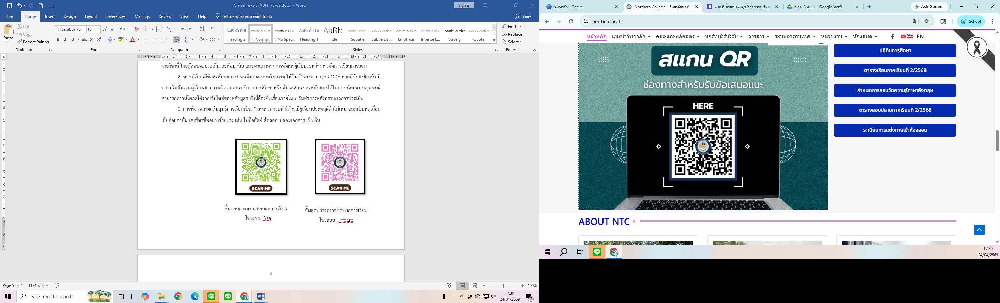 7.1ฟอร์ม มคอ 3  AUN 1-3-67.docx  -  Word
Sign in
File Home Insert Design Layout References Mailings Review View Help Tell me what you want to do Share
Paste Cut Copy Format Painter
TH SarabunPSI 16
AaBbCcDdI AaBbCcDdEe AaBbCcDdEe AaBbCcDc AaBb( AaBbCcDdE AaBbCcDdEe AaBbCcDdEe AaBbCcDdEe AaBbCcDdEe AaBbCcDdEe
Heading 2 ¶ Normal ¶ No Spac... Heading 1 Title Subtitle Subtle Em... Emphasis Intense E... Strong Quote
Find
Replace
Select
Clipboard Font Paragraph Styles Editing
รายวิชานี้ โดยผู้สอนจะประเมิน สะท้อนกลับ และหาแนวทางการพัฒนาผู้เรียนระหว่างการจัดการเรียนการสอน
2. หากผู้เรียนมีข้อสงสัยผลการประเมินคะแนนหรือเกรด ให้ยื่นคำร้องตาม QR CODE หากมีข้อสงสัยหรือมี
ความไม่ชัดเจนผู้เรียนสามารถติดต่องานบริการการศึกษาหรือผู้ประสานงานหลักสูตรได้โดยตรงโดยแบบอุทธรณ์
สามารถดาวน์โหลดได้จากเว็บไซต์ของหลักสูตร ทั้งนี้ต้องยื่นเรื่องภายใน 7 วันทำการหลังทราบผลการประเมิน
3. การพิจารณาผลสัมฤทธิ์การเรียนเป็น F สามารถตระทำได้กรณีผู้เรียนประพฤติตัวไม่เหมาะสมเป็นหตุเสื่อม
เสียต่อสถาบันและวิชาชีพอย่างร้ายแรง เช่น ไม่ซื่อสัตย์ คัดลอก ปลอมเอกสาร เป็นต้น
SCAN ME SCAN ME
ขั้นตอนการตรวจสอบผลการเรียน
ในระบบ Sisa
ขั้นตอนการตรวจสอบผลการเรียน
ในระบบ Infopro
6
Page 5 of 7 1174 words 100%
Type here to search
17:30
24/04/2569
2
หน้าหลัก - Canva
Northern College – วิทยาลัยนอร์
แบบรับข้อเสนอแนะ/ข้อร้องเรียน วิทย
มคอ. 3 AUN - Google ไดรฟ์
Ask Gemini
northern.ac.th
School
หน้าหลัก แนะนำวิทยาลัย คณะและหลักสูตร นอร์ทเทิร์นวิจัย วารสาร ระบบสารสนเทศ หน่วยงาน ห้องสมุด EN
สแกน QR
ช่องทางสำหรับรับข้อเสนอแนะ
HERE
ปฏิทินการศึกษา
ตารางเรียนภาคเรียนที่ 2/2568
กำหนดการสอบวัดความรู้ภาษาอังกฤษ
ตารางสอบปลายภาคเรียนที่ 2/2568
ระเบียบการแต่งกายเข้าห้องสอบ
ABOUT NTC
17:30
24/04/2569